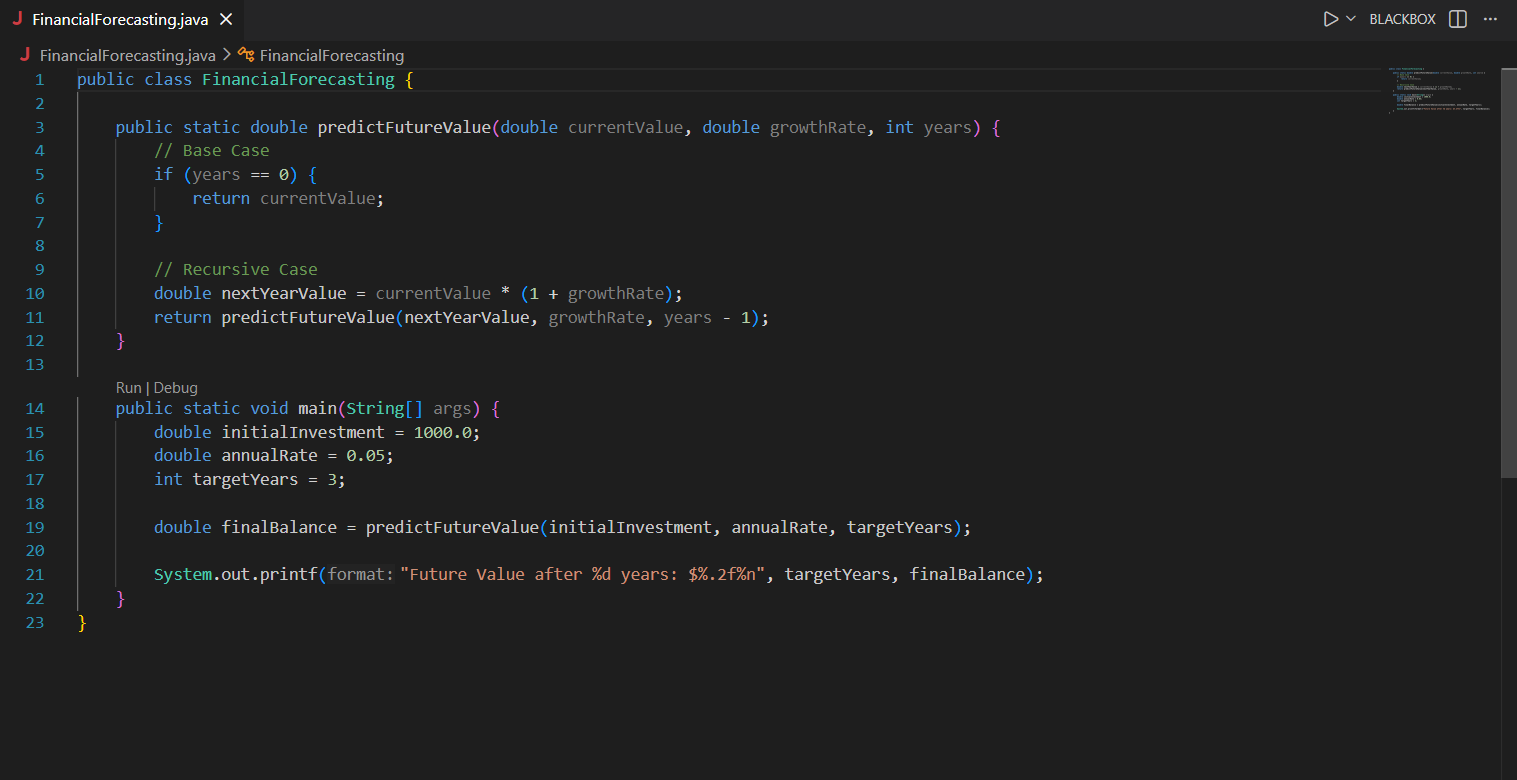 J FinancialForecasting.java ×
BLACKBOX
J FinancialForecasting.java > FinancialForecasting
1 public class FinancialForecasting {
2
3     public static double predictFutureValue(double currentValue, double growthRate, int years) {
4         // Base Case
5         if (years == 0) {
6             return currentValue;
7         }
8
9         // Recursive Case
10         double nextYearValue = currentValue * (1 + growthRate);
11         return predictFutureValue(nextYearValue, growthRate, years - 1);
12     }
13
Run | Debug
14     public static void main(String[] args) {
15         double initialInvestment = 1000.0;
16         double annualRate = 0.05;
17         int targetYears = 3;
18
19         double finalBalance = predictFutureValue(initialInvestment, annualRate, targetYears);
20
21         System.out.printf(format: "Future Value after %d years: $%.2f%n", targetYears, finalBalance);
22     }
23 }